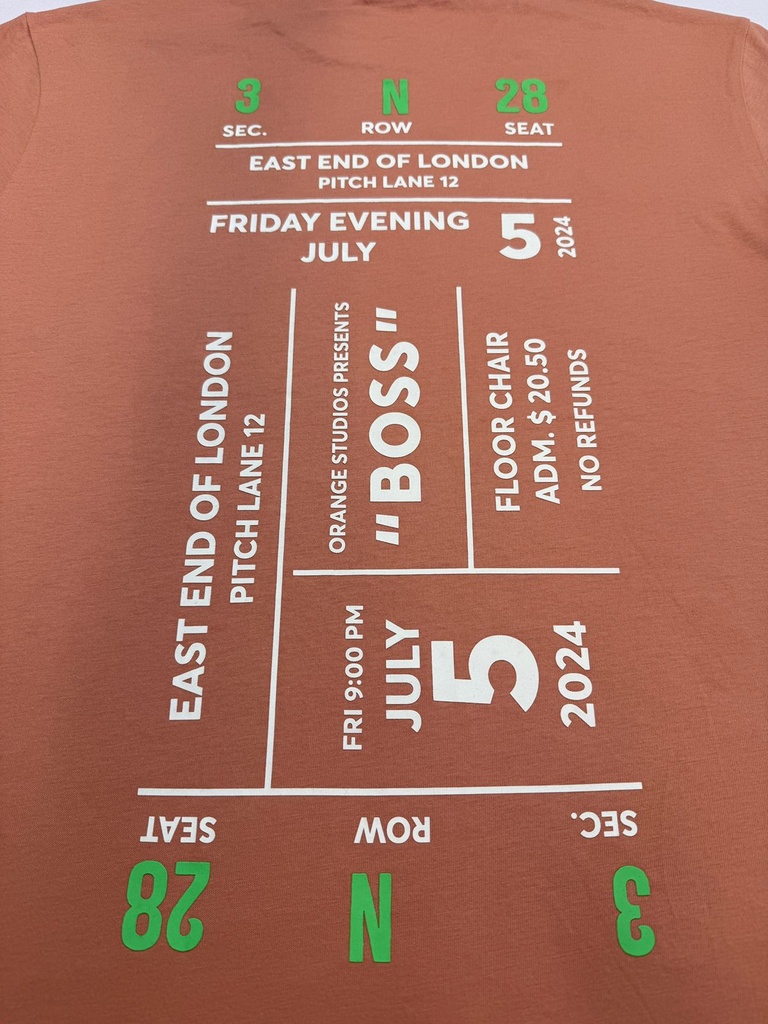 3 N 28
SEC. ROW SEAT
EAST END OF LONDON
PITCH LANE 12
FRIDAY EVENING
JULY
5
2024
EAST END OF LONDON
PITCH LANE 12
ORANGE STUDIOS PRESENTS
"BOSS"
FLOOR CHAIR
ADM. $ 20.50
NO REFUNDS
FRI 9:00 PM
JULY
5
2024
SEC. ROW SEAT
3 N 28